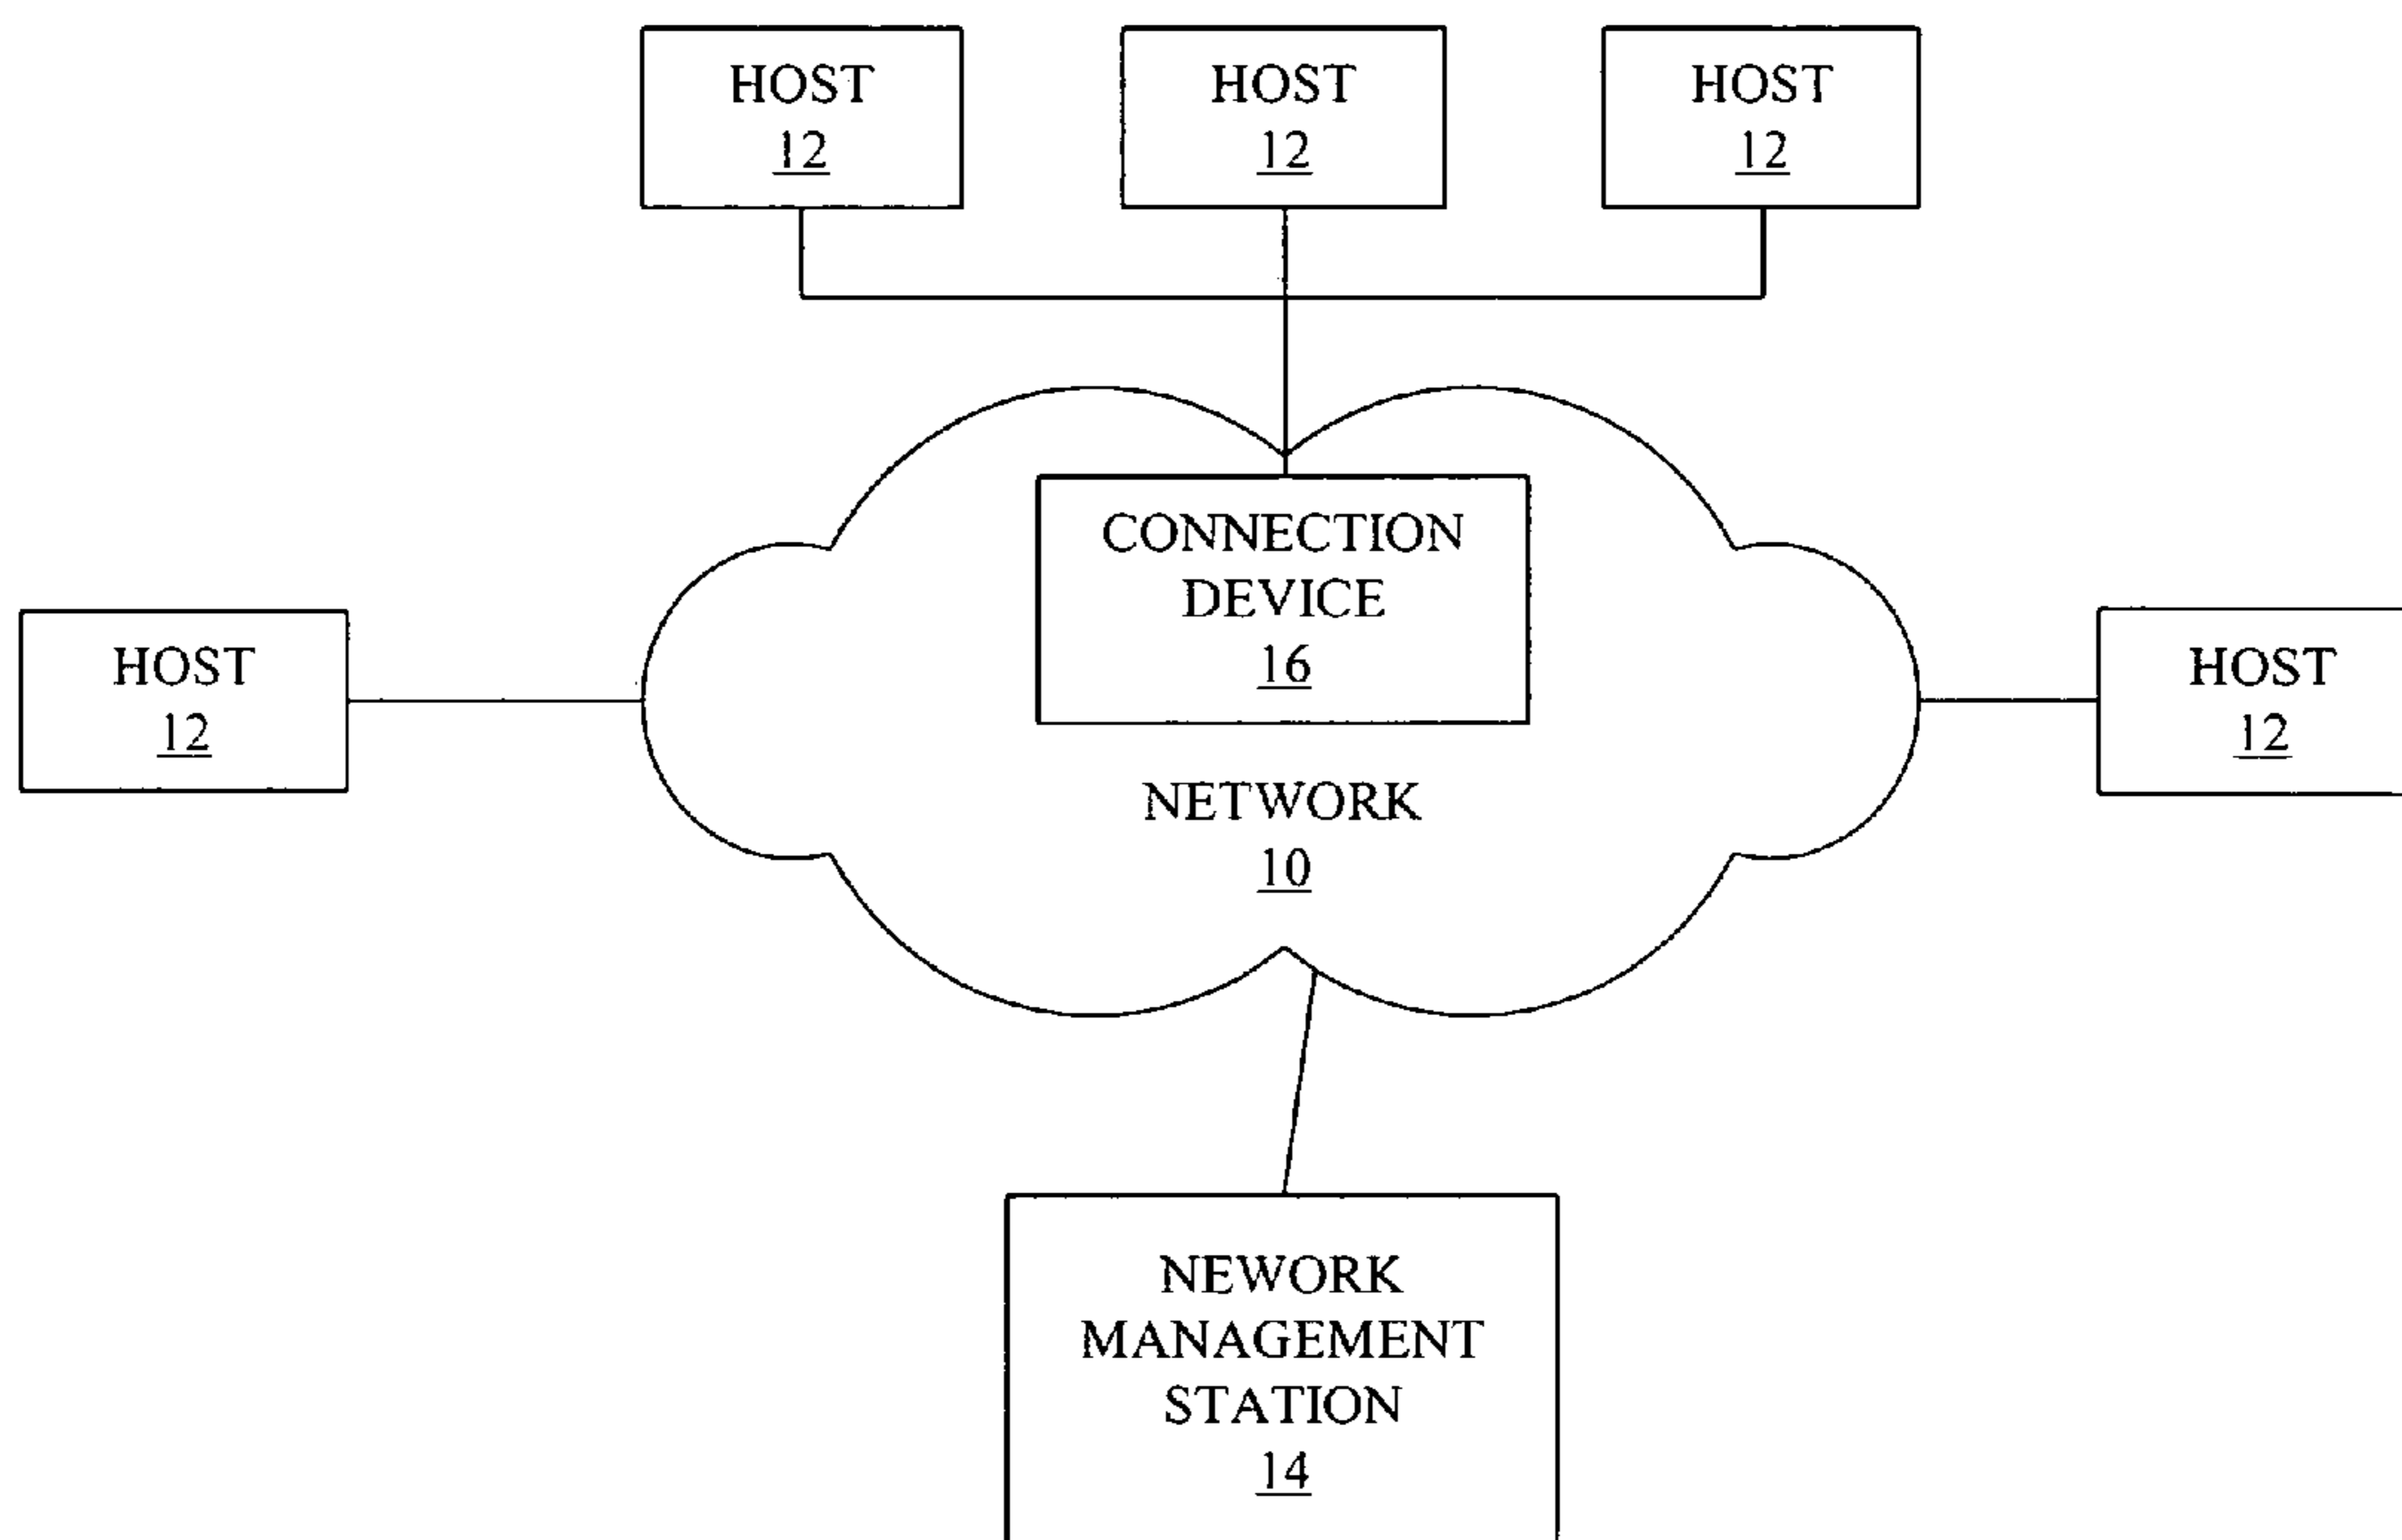 HOST
12
HOST
12
HOST
12
CONNECTION
DEVICE
16
HOST
12
HOST
12
NETWORK
10
NEWORK
MANAGEMENT
STATION
14